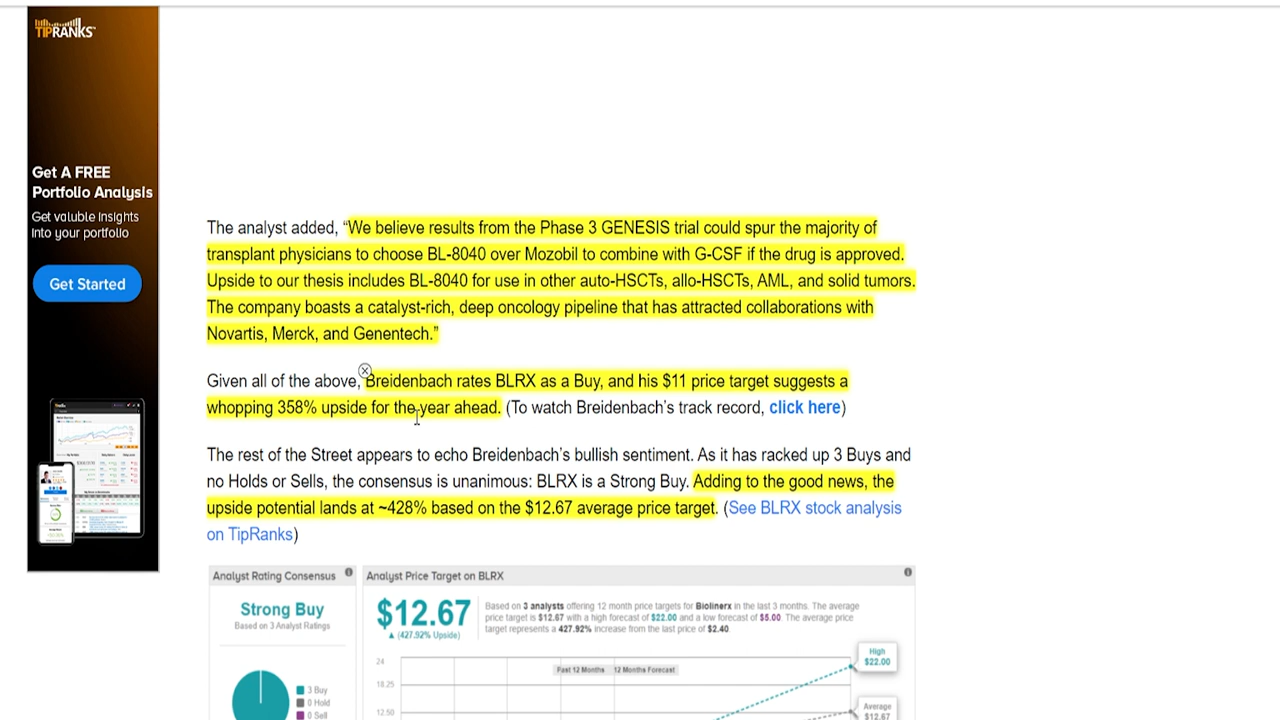 TIPRANKS
Get A FREE
Portfolio Analysis
Get valuble insights
into your portfolio
Get Started
The analyst added, “We believe results from the Phase 3 GENESIS trial could spur the majority of
transplant physicians to choose BL-8040 over Mozobil to combine with G-CSF if the drug is approved.
Upside to our thesis includes BL-8040 for use in other auto-HSCTs, allo-HSCTs, AML, and solid tumors.
The company boasts a catalyst-rich, deep oncology pipeline that has attracted collaborations with
Novartis, Merck, and Genentech.”
Given all of the above, Breidenbach rates BLRX as a Buy, and his $11 price target suggests a
whopping 358% upside for the year ahead. (To watch Breidenbach’s track record, click here)
The rest of the Street appears to echo Breidenbach’s bullish sentiment. As it has racked up 3 Buys and
no Holds or Sells, the consensus is unanimous: BLRX is a Strong Buy. Adding to the good news, the
upside potential lands at ~428% based on the $12.67 average price target. (See BLRX stock analysis
on TipRanks)
Analyst Rating Consensus
Strong Buy
Based on 3 Analyst Ratings
3 Buy
0 Hold
0 Sell
Analyst Price Target on BLRX
$12.67
▲ (427.92% Upside)
Based on 3 analysts offering 12 month price targets for Biolinerx in the last 3 months. The average
price target is $12.67 with a high forecast of $22.00 and a low forecast of $5.00. The average price
target represents a 427.92% increase from the last price of $2.40.
24
18.25
12.50
Past 12 Months
12 Months Forecast
High
$22.00
Average
$12.67